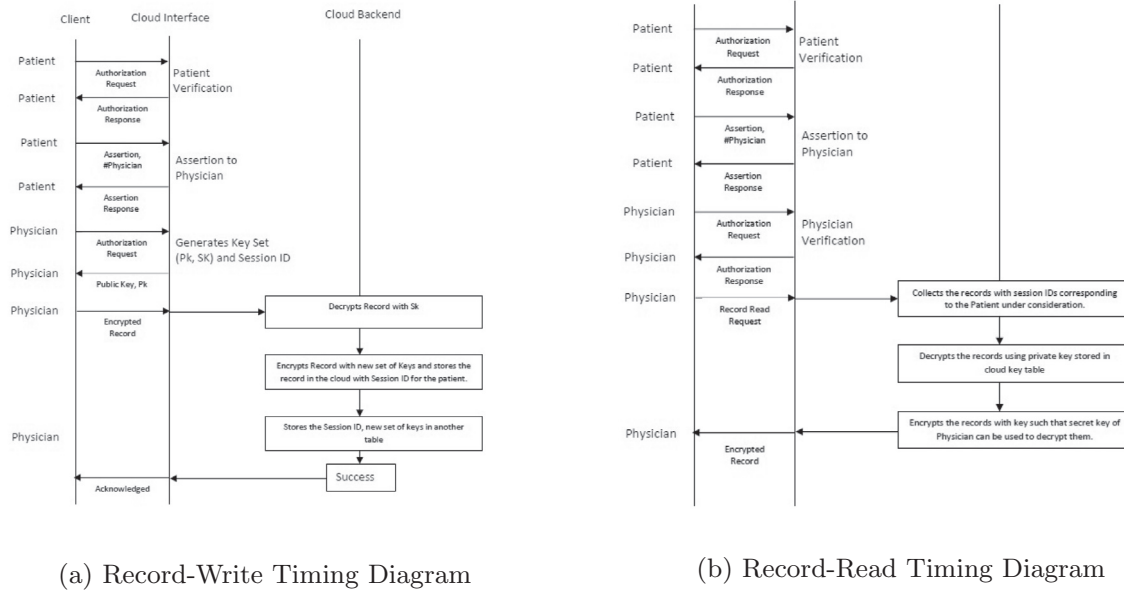 Client
Cloud Interface
Cloud Backend
Patient
Authorization
Request
Patient
Verification
Patient
Authorization
Response
Patient
Assertion,
#Physician
Assertion to
Physician
Patient
Assertion
Response
Physician
Authorization
Request
Generates Key Set
(Pk, SK) and Session ID
Physician
Public Key, Pk
Physician
Encrypted
Record
Decrypts Record with Sk
Encrypts Record with new set of Keys and stores the
record in the cloud with Session ID for the patient.
Stores the Session ID, new set of keys in another
table
Physician
Success
Acknowledged
(a) Record-Write Timing Diagram
Patient
Authorization
Request
Patient
Verification
Patient
Authorization
Response
Patient
Assertion,
#Physician
Assertion to
Physician
Patient
Assertion
Response
Physician
Authorization
Request
Physician
Verification
Physician
Authorization
Response
Physician
Record Read
Request
Collects the records with session IDs corresponding
to the Patient under consideration.
Decrypts the records using private key stored in
cloud key table
Encrypts the records with key such that secret key of
Physician can be used to decrypt them.
Physician
Encrypted
Record
(b) Record-Read Timing Diagram